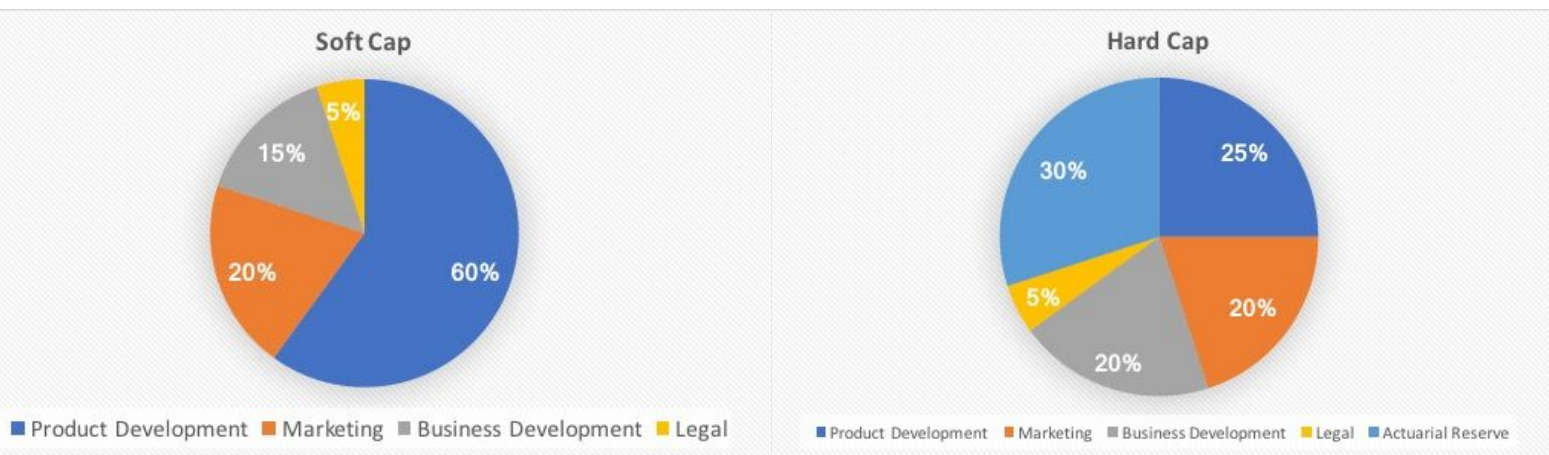 Soft Cap
5%
15%
20%
60%
Product Development Marketing Business Development Legal
Hard Cap
25%
30%
5%
20%
20%
Product Development Marketing Business Development Legal Actuarial Reserve